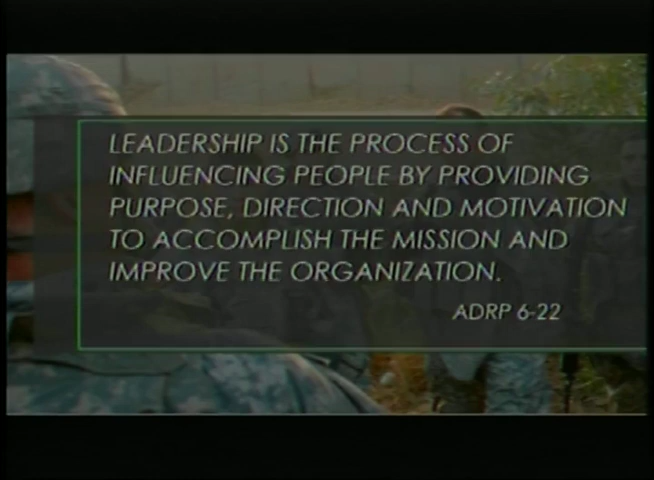 LEADERSHIP IS THE PROCESS OF
INFLUENCING PEOPLE BY PROVIDING
PURPOSE, DIRECTION AND MOTIVATION
TO ACCOMPLISH THE MISSION AND
IMPROVE THE ORGANIZATION.
ADRP 6-22